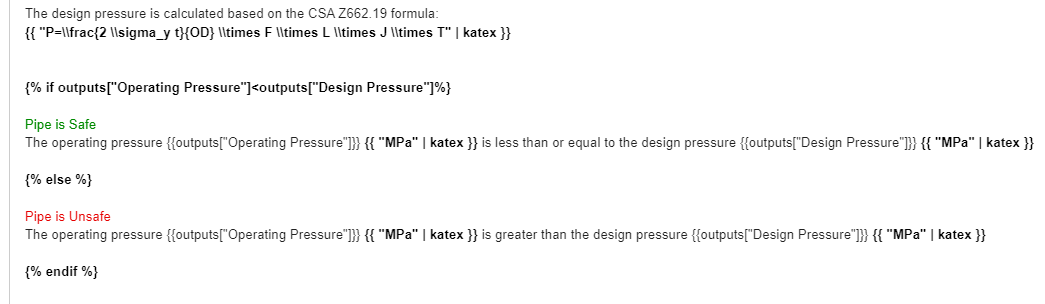 The design pressure is calculated based on the CSA Z662.19 formula:
{{ "P=\\frac{2 \\sigma_y t}{OD} \\times F \\times L \\times J \\times T" | katex }}
{% if outputs["Operating Pressure"]<outputs["Design Pressure"]%}
Pipe is Safe
The operating pressure {{outputs["Operating Pressure"]}} {{ "MPa" | katex }} is less than or equal to the design pressure {{outputs["Design Pressure"]}} {{ "MPa" | katex }}
{% else %}
Pipe is Unsafe
The operating pressure {{outputs["Operating Pressure"]}} {{ "MPa" | katex }} is greater than the design pressure {{outputs["Design Pressure"]}} {{ "MPa" | katex }}
{% endif %}